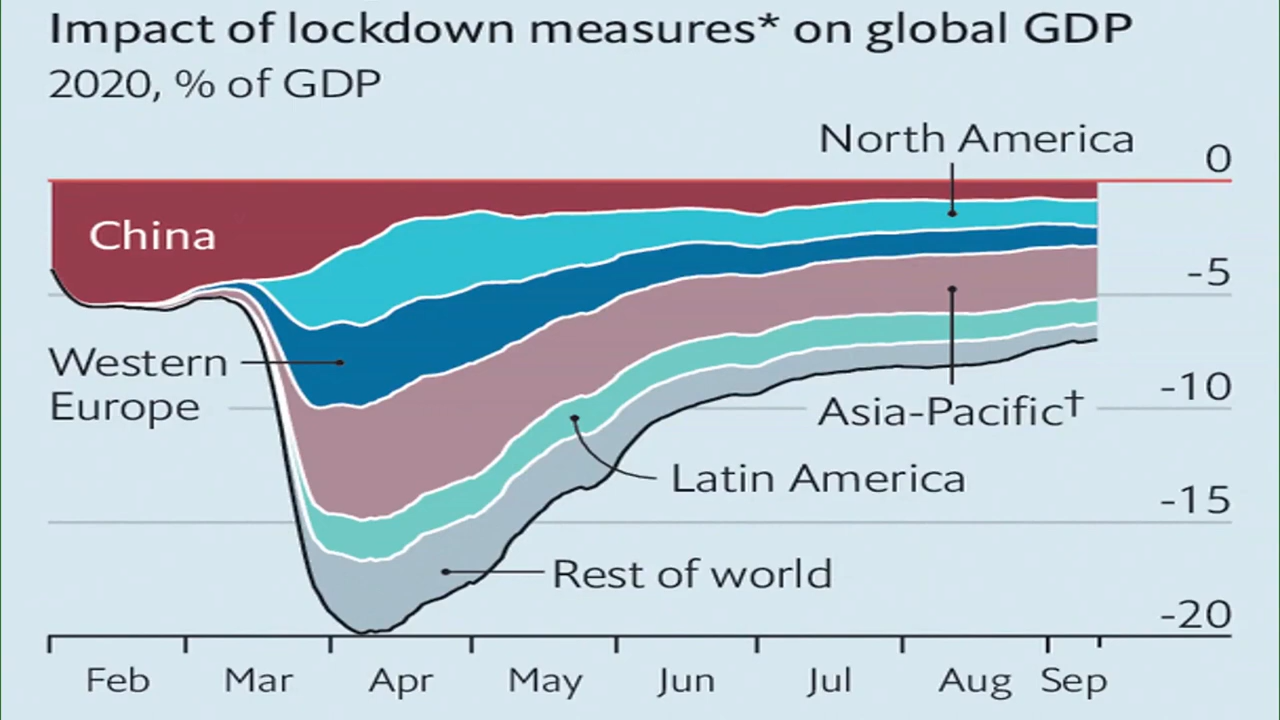 Impact of lockdown measures* on global GDP
2020, % of GDP
North America
0
China
-5
Western
Europe
-10
Asia-Pacific†
Latin America
-15
Rest of world
-20
Feb Mar Apr May Jun Jul Aug Sep